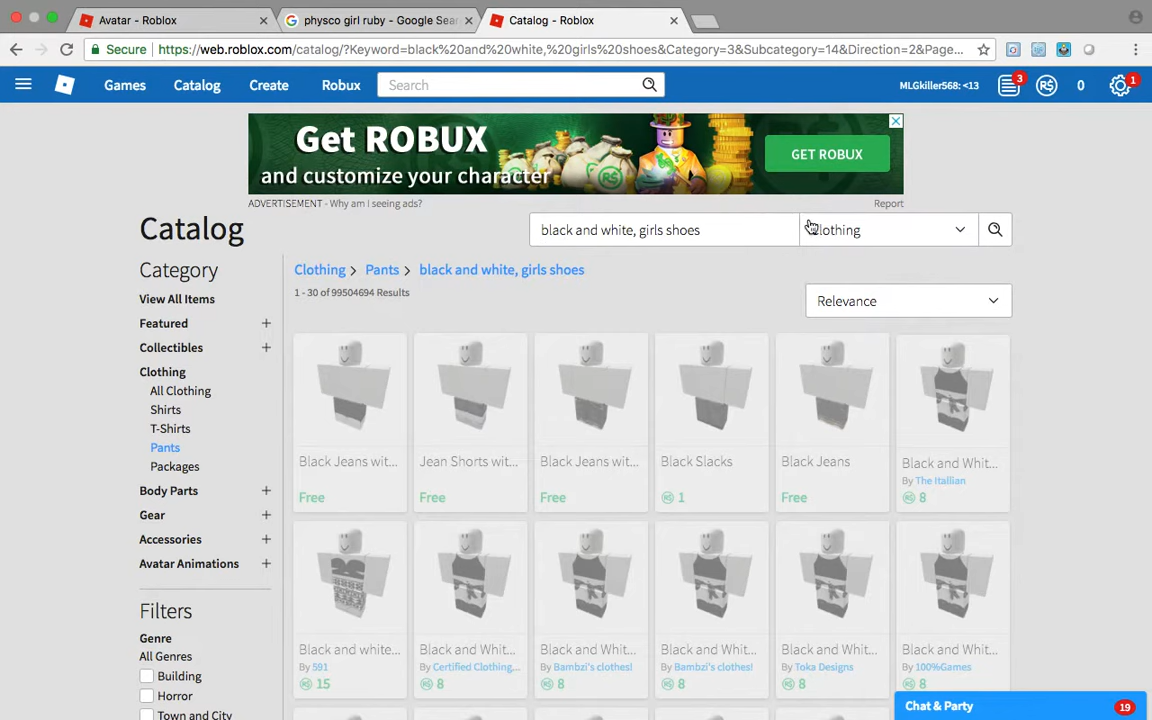 Avatar - Roblox
physco girl ruby - Google Sear
Catalog - Roblox
Secure
https://web.roblox.com/catalog/?Keyword=black%20and%20white,%20girls%20shoes&Category=3&Subcategory=14&Direction=2&Page...
Games
Catalog
Create
Robux
Search
MLGkiller568: <13
3
0
1
Get ROBUX
and customize your character
GET ROBUX
ADVERTISEMENT - Why am I seeing ads?
Report
Catalog
black and white, girls shoes
Clothing
Category
Clothing > Pants > black and white, girls shoes
1 - 30 of 99504694 Results
Relevance
View All Items
Featured +
Collectibles +
Clothing
All Clothing
Shirts
T-Shirts
Pants
Packages
Body Parts +
Gear +
Accessories +
Avatar Animations +
Filters
Genre
All Genres
Building
Horror
Town and City
Black Jeans wit...
Free
Jean Shorts wit...
Free
Black Jeans wit...
Free
Black Slacks
R$ 1
Black Jeans
Free
Black and Whit...
By The Itallian
R$ 8
Black and white...
By 591
R$ 15
Black and Whit...
By Certified Clothing...
R$ 8
Black and Whit...
By Bambzi's clothes!
R$ 8
Black and Whit...
By Bambzi's clothes!
R$ 8
Black and Whit...
By Toka Designs
R$ 8
Black and Whit...
By 100%Games
R$ 8
Chat & Party
19